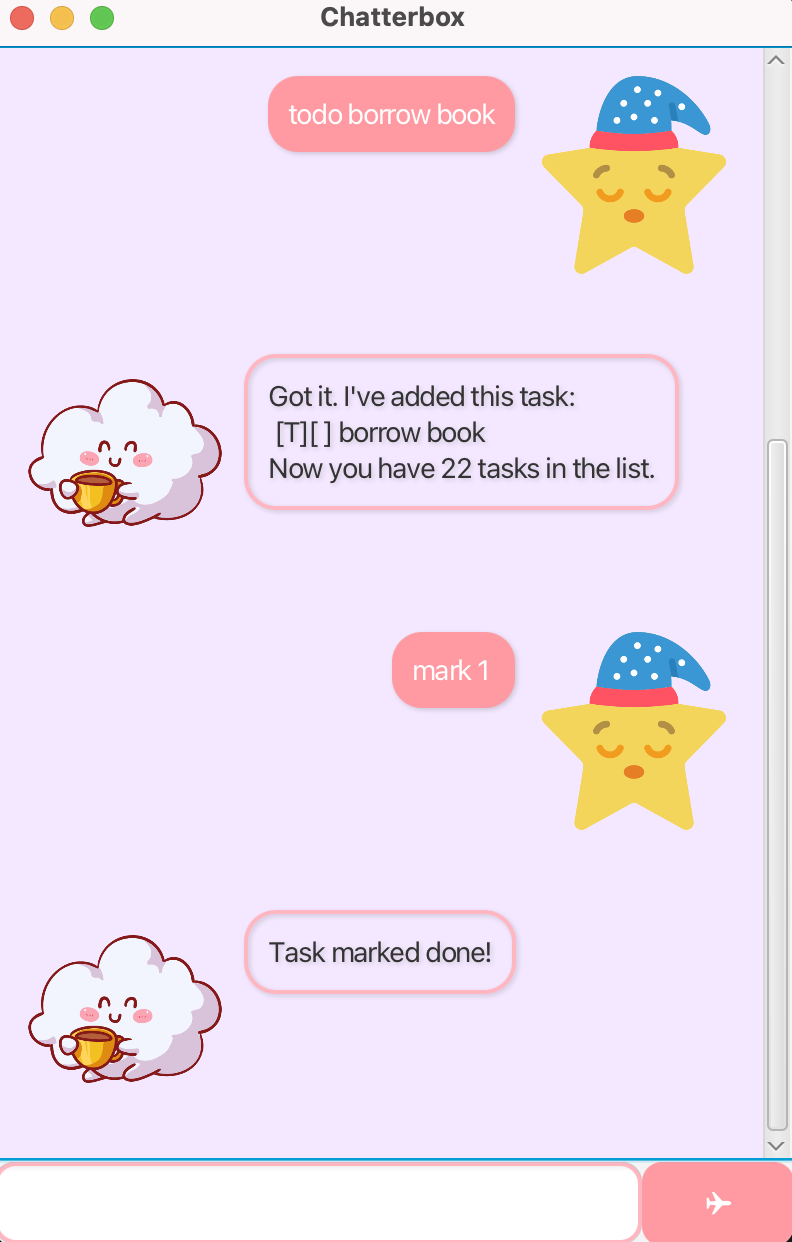 Chatterbox
todo borrow book
Got it. I've added this task:
[T][ ] borrow book
Now you have 22 tasks in the list.
mark 1
Task marked done!